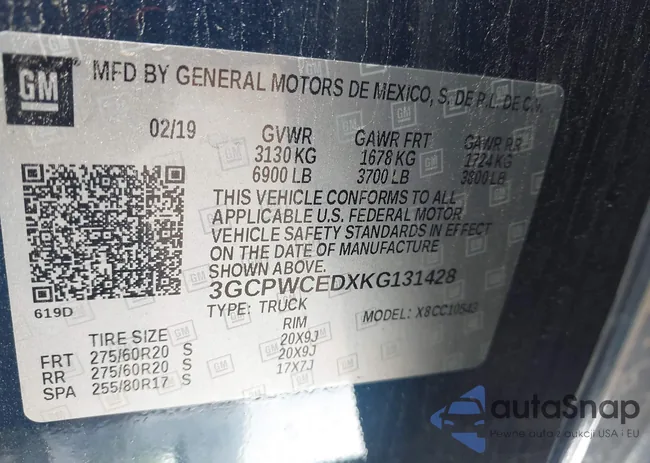 GM
MFD BY GENERAL MOTORS DE MEXICO, S. DE R.L. DE C.V.
02/19 GVWR GAWR FRT GAWR RR
3130 KG 1678 KG 1724 KG
6900 LB 3700 LB 3800 LB
THIS VEHICLE CONFORMS TO ALL
APPLICABLE U.S. FEDERAL MOTOR
VEHICLE SAFETY STANDARDS IN EFFECT
ON THE DATE OF MANUFACTURE
SHOWN ABOVE.
619D
3GCPWCEDXKG131428
TYPE: TRUCK MODEL: X8CC10543
TIRE SIZE RIM
FRT 275/60R20 S 20X9J
RR 275/60R20 S 20X9J
SPA 255/80R17 S 17X7J
autoSnap
Pewne auta z aukcji USA i EU